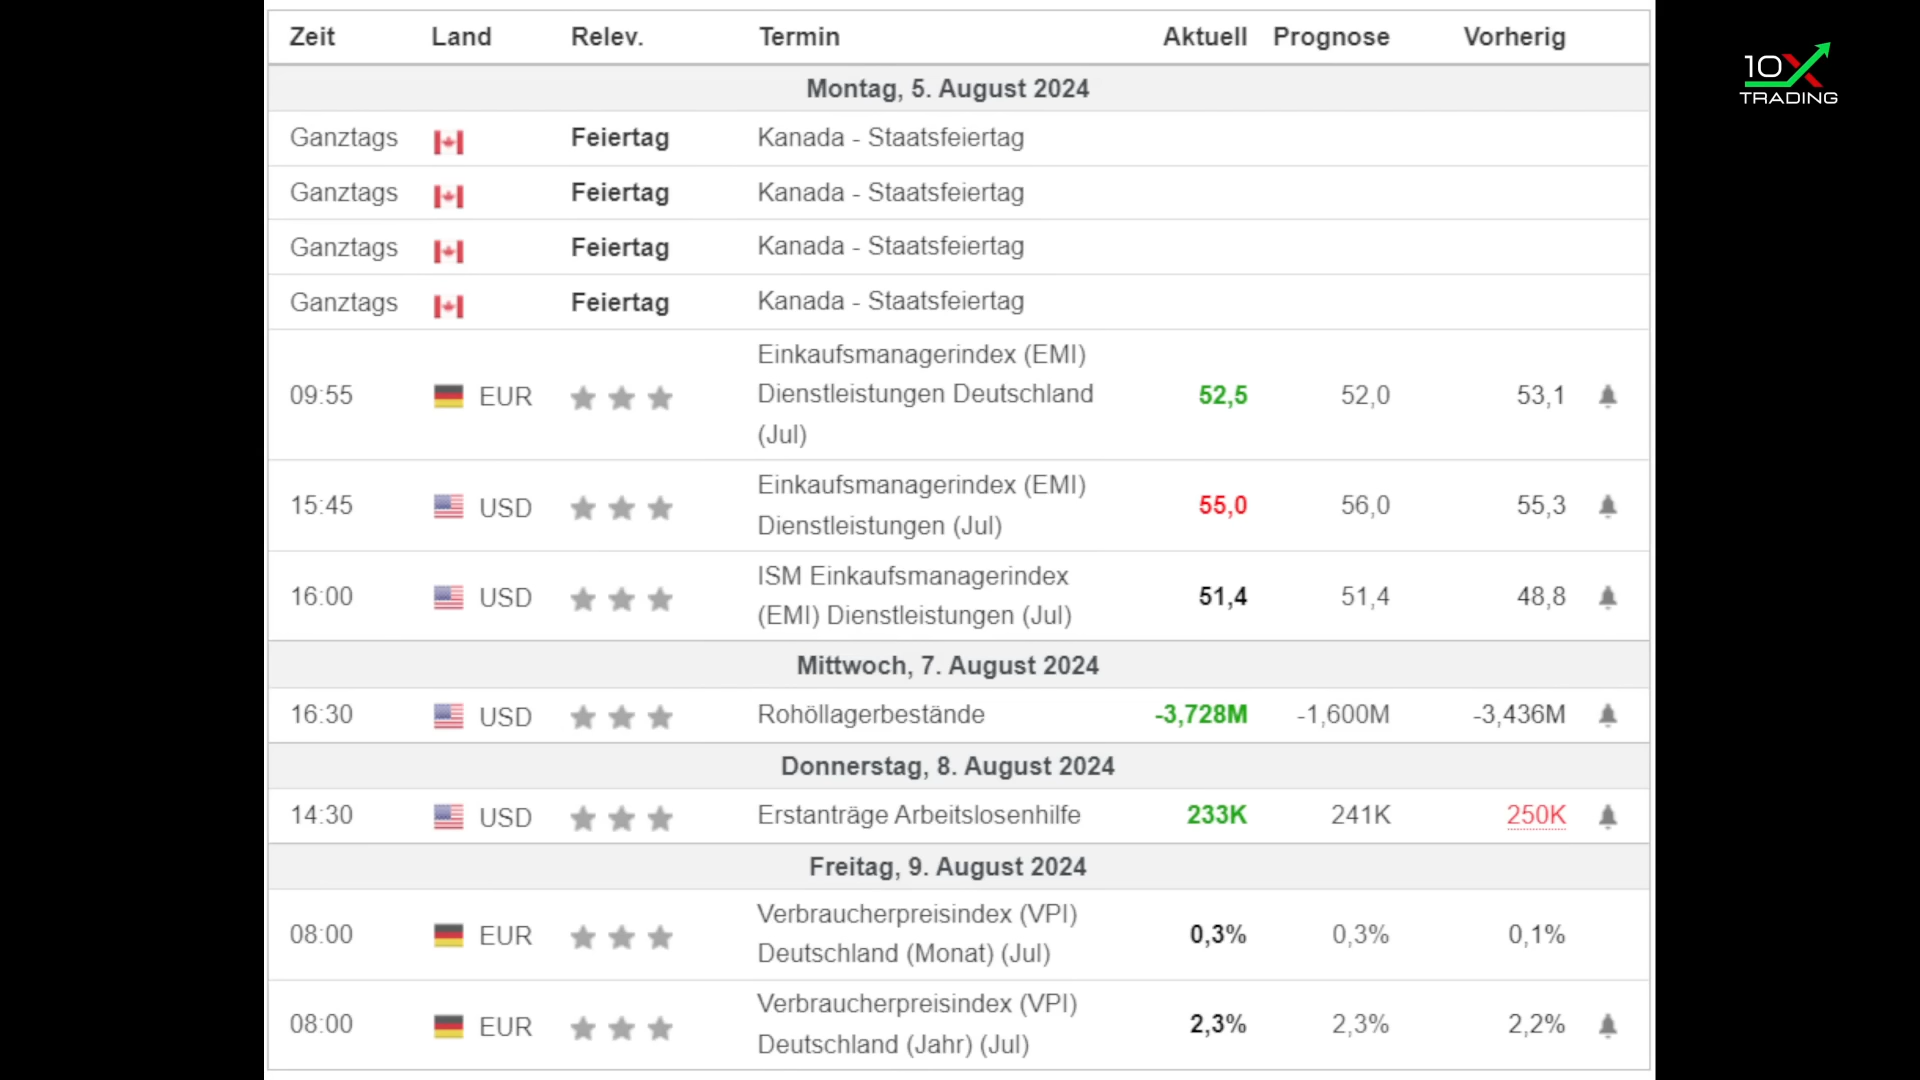 Zeit Land Relev. Termin Aktuell Prognose Vorherig
10X
TRADING
Montag, 5. August 2024
Ganztags Feiertag Kanada - Staatsfeiertag
Ganztags Feiertag Kanada - Staatsfeiertag
Ganztags Feiertag Kanada - Staatsfeiertag
Ganztags Feiertag Kanada - Staatsfeiertag
Einkaufsmanagerindex (EMI)
09:55 EUR Dienstleistungen Deutschland 52,5 52,0 53,1
(Jul)
Einkaufsmanagerindex (EMI)
15:45 USD 55,0 56,0 55,3
Dienstleistungen (Jul)
ISM Einkaufsmanagerindex
16:00 USD 51,4 51,4 48,8
(EMI) Dienstleistungen (Jul)
Mittwoch, 7. August 2024
16:30 USD Rohöllagerbestände -3,728M -1,600M -3,436M
Donnerstag, 8. August 2024
14:30 USD Erstanträge Arbeitslosenhilfe 233K 241K 250K
Freitag, 9. August 2024
Verbraucherpreisindex (VPI)
08:00 EUR 0,3% 0,3% 0,1%
Deutschland (Monat) (Jul)
Verbraucherpreisindex (VPI)
08:00 EUR 2,3% 2,3% 2,2%
Deutschland (Jahr) (Jul)